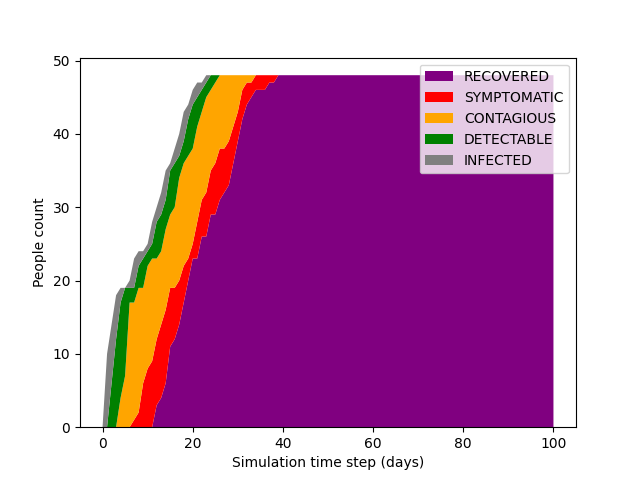 50
40
30
20
10
0
People count
RECOVERED
SYMPTOMATIC
CONTAGIOUS
DETECTABLE
INFECTED
0 20 40 60 80 100
Simulation time step (days)